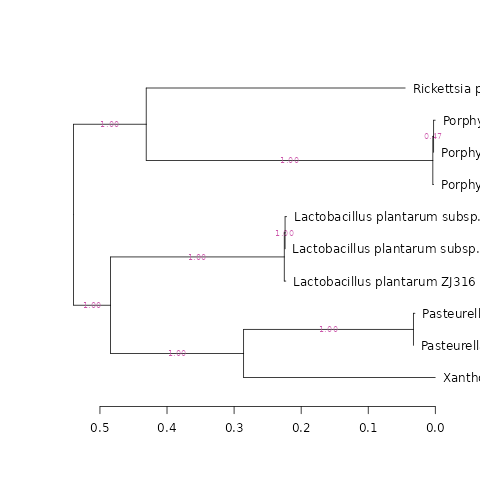 Rickettsia p
Porphy
0.47
1.00
Porphy
1.00
Porphy
Lactobacillus plantarum subsp.
1.00
Lactobacillus plantarum subsp.
1.00
Lactobacillus plantarum ZJ316
1.00
Pasteurell
1.00
Pasteurell
1.00
Xantho
0.5 0.4 0.3 0.2 0.1 0.0